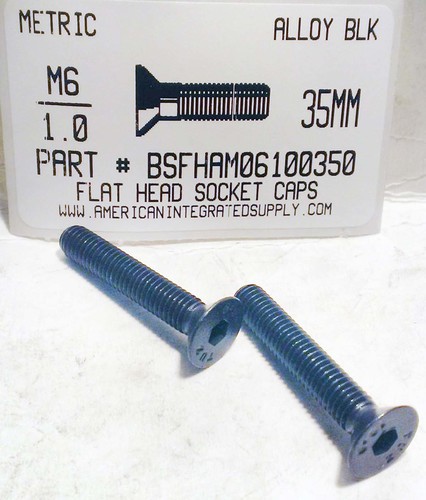 METRIC
ALLOY BLK
M6
1.0
35MM
PART # BSFHAM06100350
FLAT HEAD SOCKET CAPS
WWW.AMERICANINTEGRATEDSUPPLY.COM